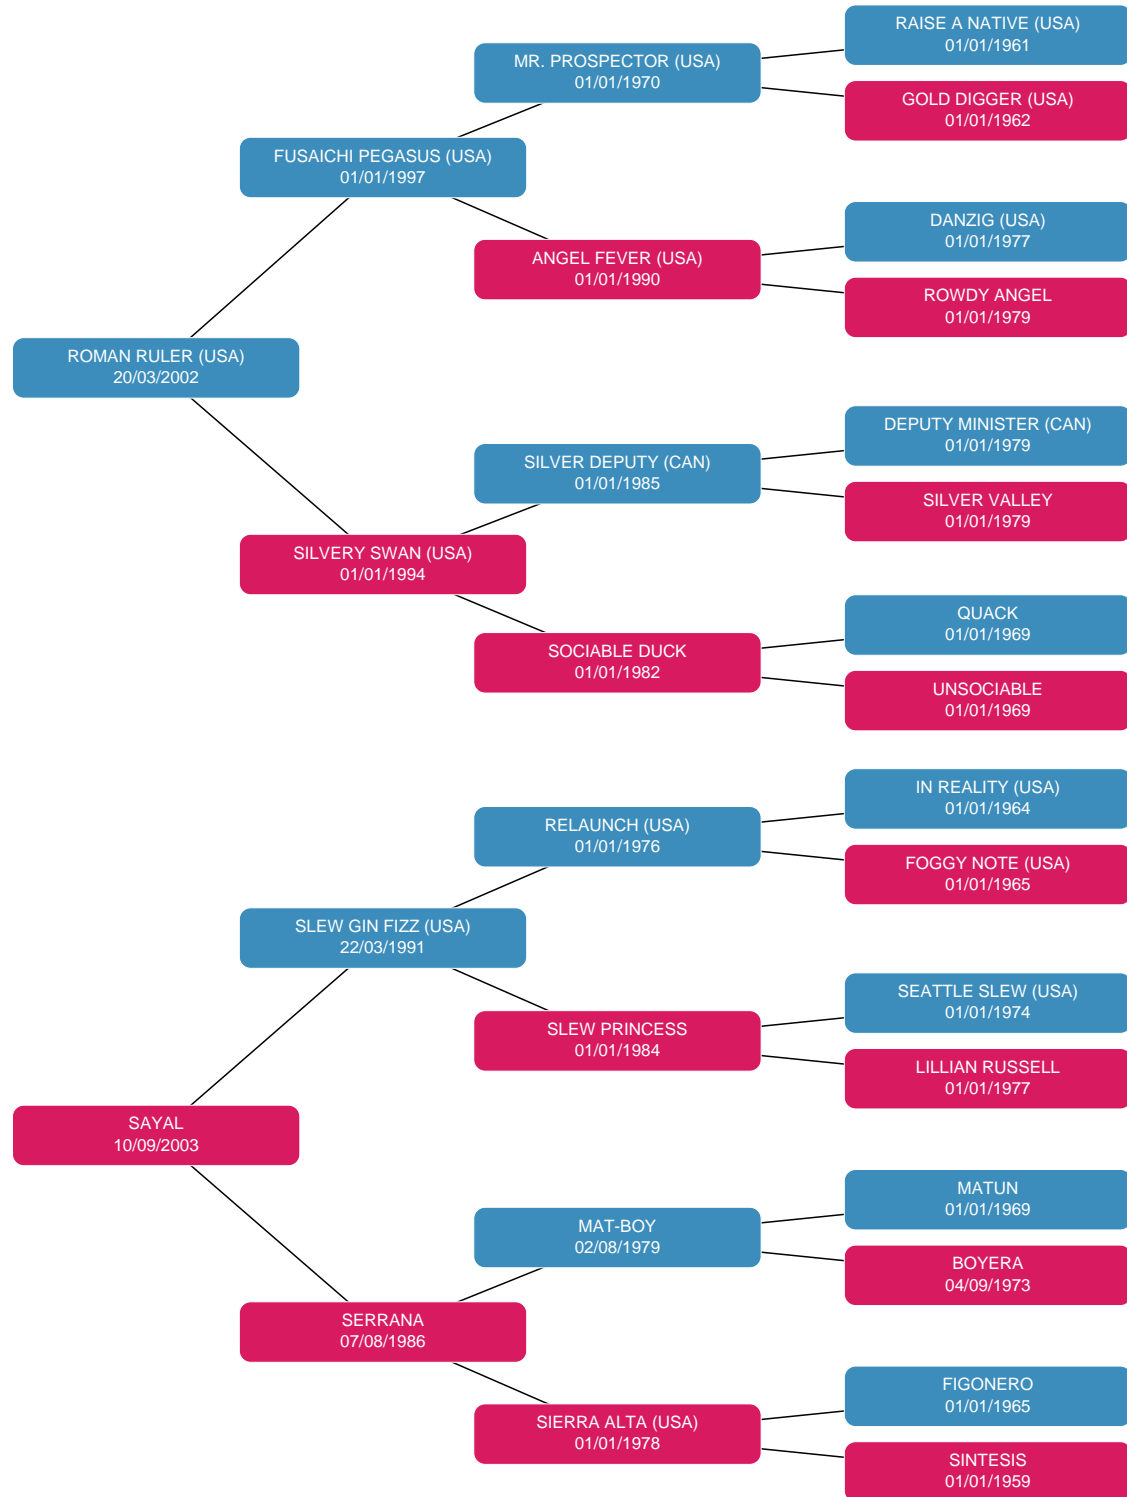 RAISE A NATIVE (USA)
01/01/1961
MR. PROSPECTOR (USA)
01/01/1970
GOLD DIGGER (USA)
01/01/1962
FUSAICHI PEGASUS (USA)
01/01/1997
DANZIG (USA)
01/01/1977
ANGEL FEVER (USA)
01/01/1990
ROWDY ANGEL
01/01/1979
ROMAN RULER (USA)
20/03/2002
DEPUTY MINISTER (CAN)
01/01/1979
SILVER DEPUTY (CAN)
01/01/1985
SILVER VALLEY
01/01/1979
SILVERY SWAN (USA)
01/01/1994
QUACK
01/01/1969
SOCIABLE DUCK
01/01/1982
UNSOCIABLE
01/01/1969
IN REALITY (USA)
01/01/1964
RELAUNCH (USA)
01/01/1976
FOGGY NOTE (USA)
01/01/1965
SLEW GIN FIZZ (USA)
22/03/1991
SEATTLE SLEW (USA)
01/01/1974
SLEW PRINCESS
01/01/1984
LILLIAN RUSSELL
01/01/1977
SAYAL
10/09/2003
MATUN
01/01/1969
MAT-BOY
02/08/1979
BOYERA
04/09/1973
SERRANA
07/08/1986
FIGONERO
01/01/1965
SIERRA ALTA (USA)
01/01/1978
SINTESIS
01/01/1959